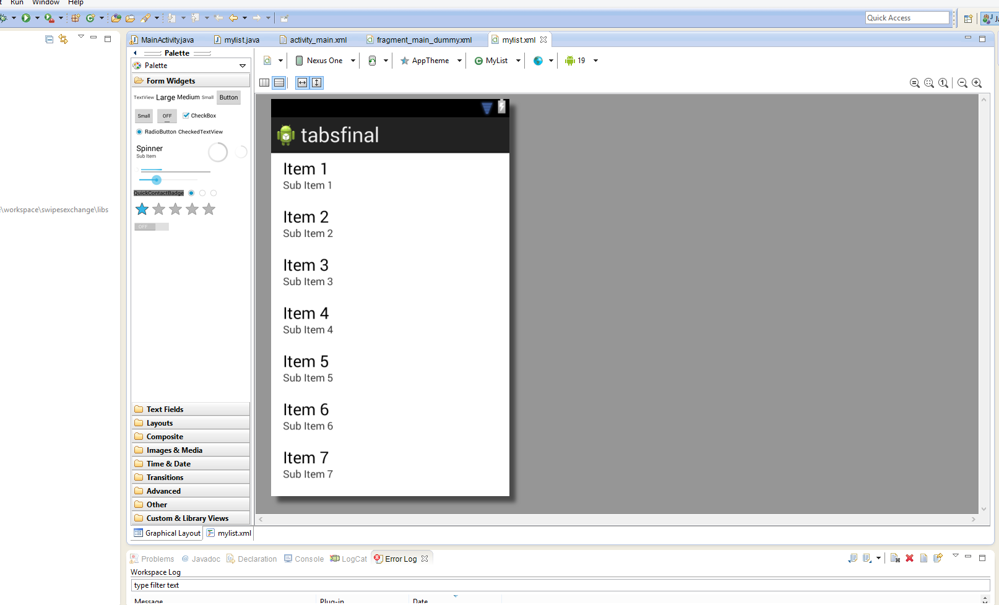 Run Window Help
Quick Access
\workspace\swipesexchange\libs
MainActivity.java mylist.java activity_main.xml fragment_main_dummy.xml mylist.xml
Palette
Palette
Form Widgets
TextView Large Medium Small Button
Small OFF CheckBox
RadioButton CheckedTextView
Spinner
Sub Item
QuickContactBadge
OFF
Text Fields
Layouts
Composite
Images & Media
Time & Date
Transitions
Advanced
Other
Custom & Library Views
Nexus One AppTheme MyList 19
tabsfinal
Item 1
Sub Item 1
Item 2
Sub Item 2
Item 3
Sub Item 3
Item 4
Sub Item 4
Item 5
Sub Item 5
Item 6
Sub Item 6
Item 7
Sub Item 7
Graphical Layout mylist.xml
Problems @ Javadoc Declaration Console LogCat Error Log
Workspace Log
type filter text
Message Plug-in Date